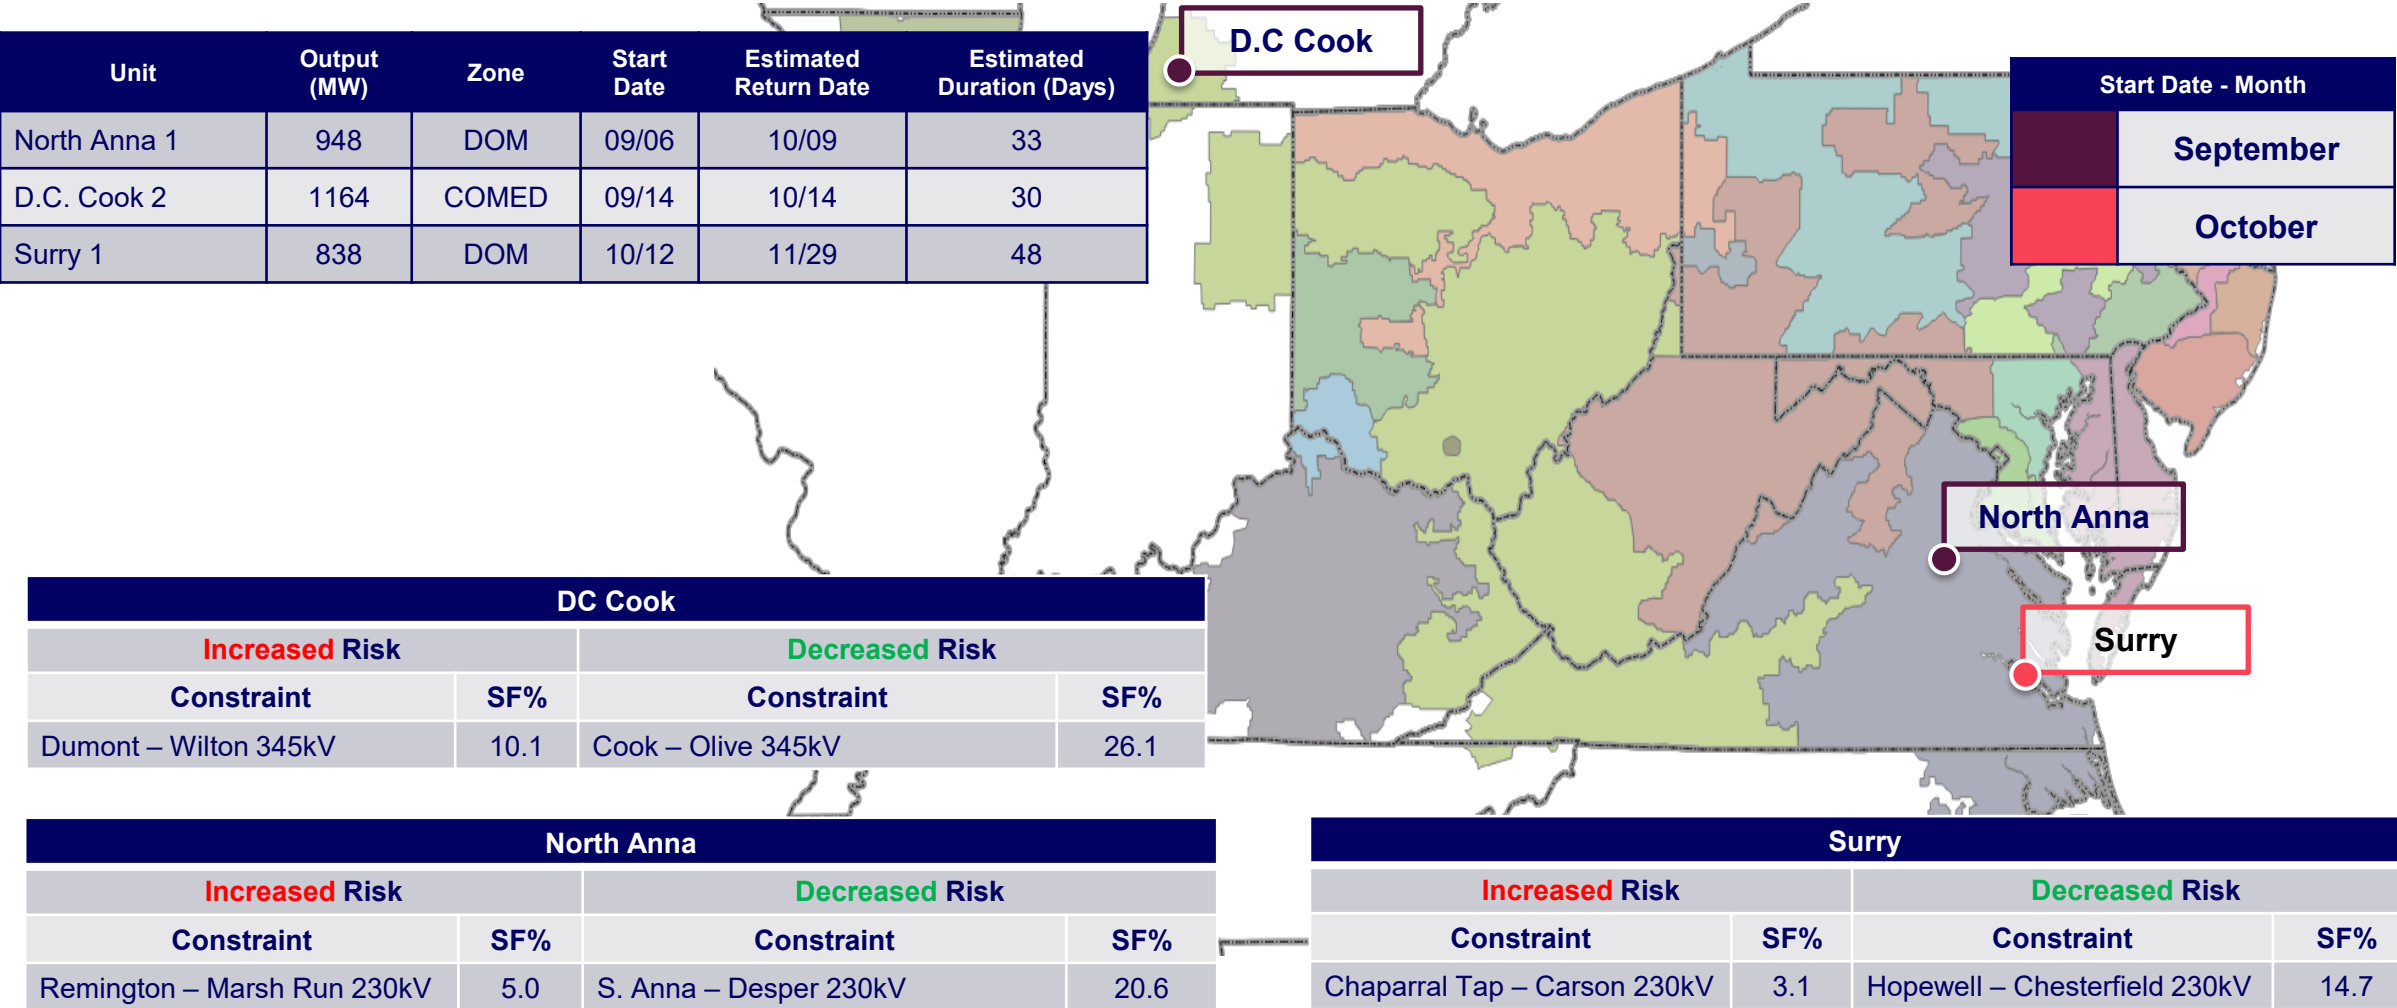 D.C Cook
Unit Output (MW) Zone Start Date Estimated Return Date Estimated Duration (Days)
North Anna 1 948 DOM 09/06 10/09 33
D.C. Cook 2 1164 COMED 09/14 10/14 30
Surry 1 838 DOM 10/12 11/29 48
Start Date - Month
September
October
North Anna
Surry
DC Cook
Increased Risk Decreased Risk
Constraint SF% Constraint SF%
Dumont – Wilton 345kV 10.1 Cook – Olive 345kV 26.1
North Anna
Increased Risk Decreased Risk
Constraint SF% Constraint SF%
Remington – Marsh Run 230kV 5.0 S. Anna – Desper 230kV 20.6
Surry
Increased Risk Decreased Risk
Constraint SF% Constraint SF%
Chaparral Tap – Carson 230kV 3.1 Hopewell – Chesterfield 230kV 14.7